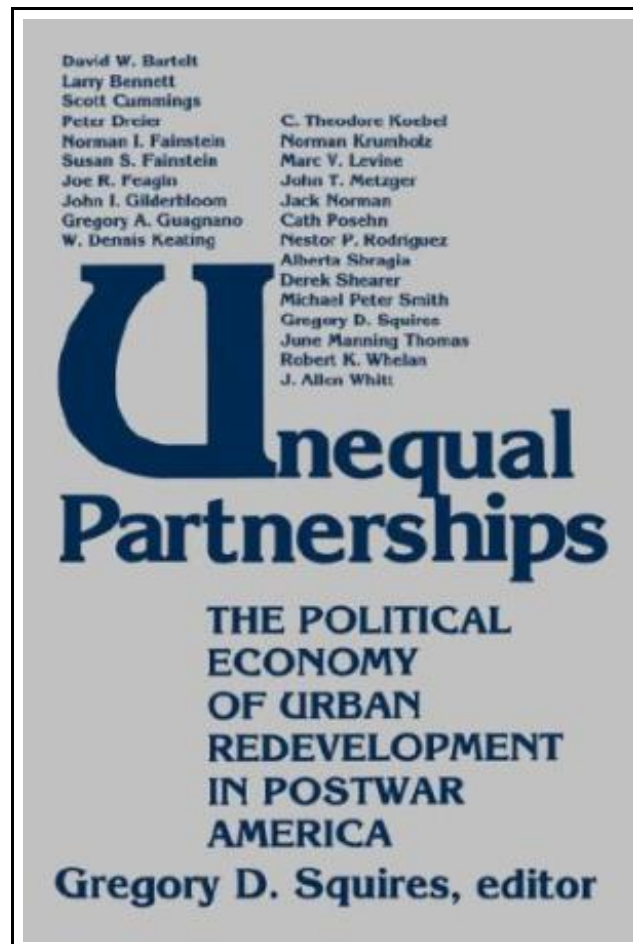 David W. Bartelt
Larry Bennett
Scott Cummings
Peter Dreier
Norman I. Fainstein
Susan S. Fainstein
Joe R. Feagin
John I. Gilderbloom
Gregory A. Guagnano
W. Dennis Keating
C. Theodore Koebel
Norman Krumholz
Marc V. Levine
John T. Metzger
Jack Norman
Cath Posehn
Nestor P. Rodriguez
Alberta Sbragia
Derek Shearer
Michael Peter Smith
Gregory D. Squires
June Manning Thomas
Robert K. Whelan
J. Allen Whitt
Unequal
Partnerships
THE POLITICAL
ECONOMY
OF URBAN
REDEVELOPMENT
IN POSTWAR
AMERICA
Gregory D. Squires, editor